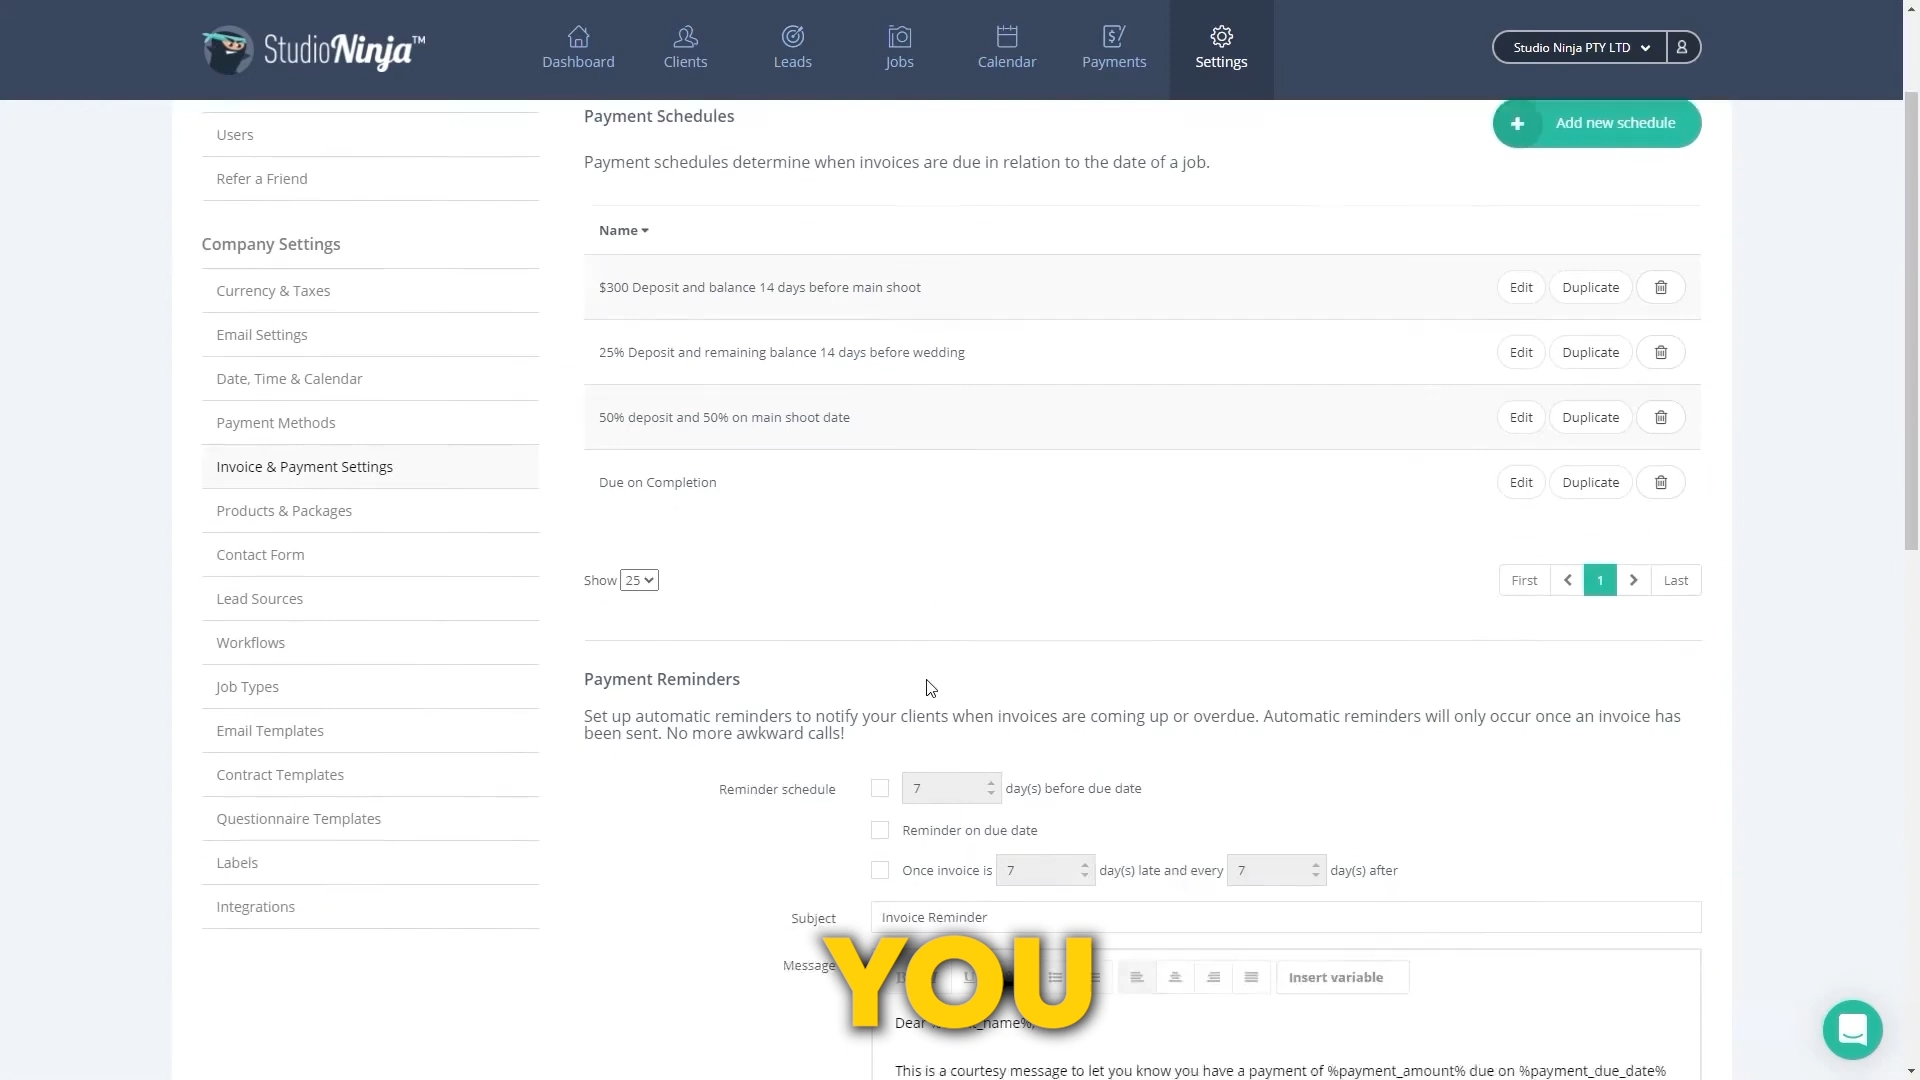 StudioNinja™
Dashboard
Clients
Leads
Jobs
Calendar
Payments
Settings
Studio Ninja PTY LTD
Users
Refer a Friend
Company Settings
Currency & Taxes
Email Settings
Date, Time & Calendar
Payment Methods
Invoice & Payment Settings
Products & Packages
Contact Form
Lead Sources
Workflows
Job Types
Email Templates
Contract Templates
Questionnaire Templates
Labels
Integrations
Payment Schedules
Add new schedule
Payment schedules determine when invoices are due in relation to the date of a job.
Name
$300 Deposit and balance 14 days before main shoot Edit Duplicate
25% Deposit and remaining balance 14 days before wedding Edit Duplicate
50% deposit and 50% on main shoot date Edit Duplicate
Due on Completion Edit Duplicate
Show 25
First 1 Last
Payment Reminders
Set up automatic reminders to notify your clients when invoices are coming up or overdue. Automatic reminders will only occur once an invoice has
been sent. No more awkward calls!
Reminder schedule 7 day(s) before due date
Reminder on due date
Once invoice is 7 day(s) late and every 7 day(s) after
Subject Invoice Reminder
Message Insert variable
YOU
Dear
This is a courtesy message to let you know you have a payment of %payment_amount% due on %payment_due_date%